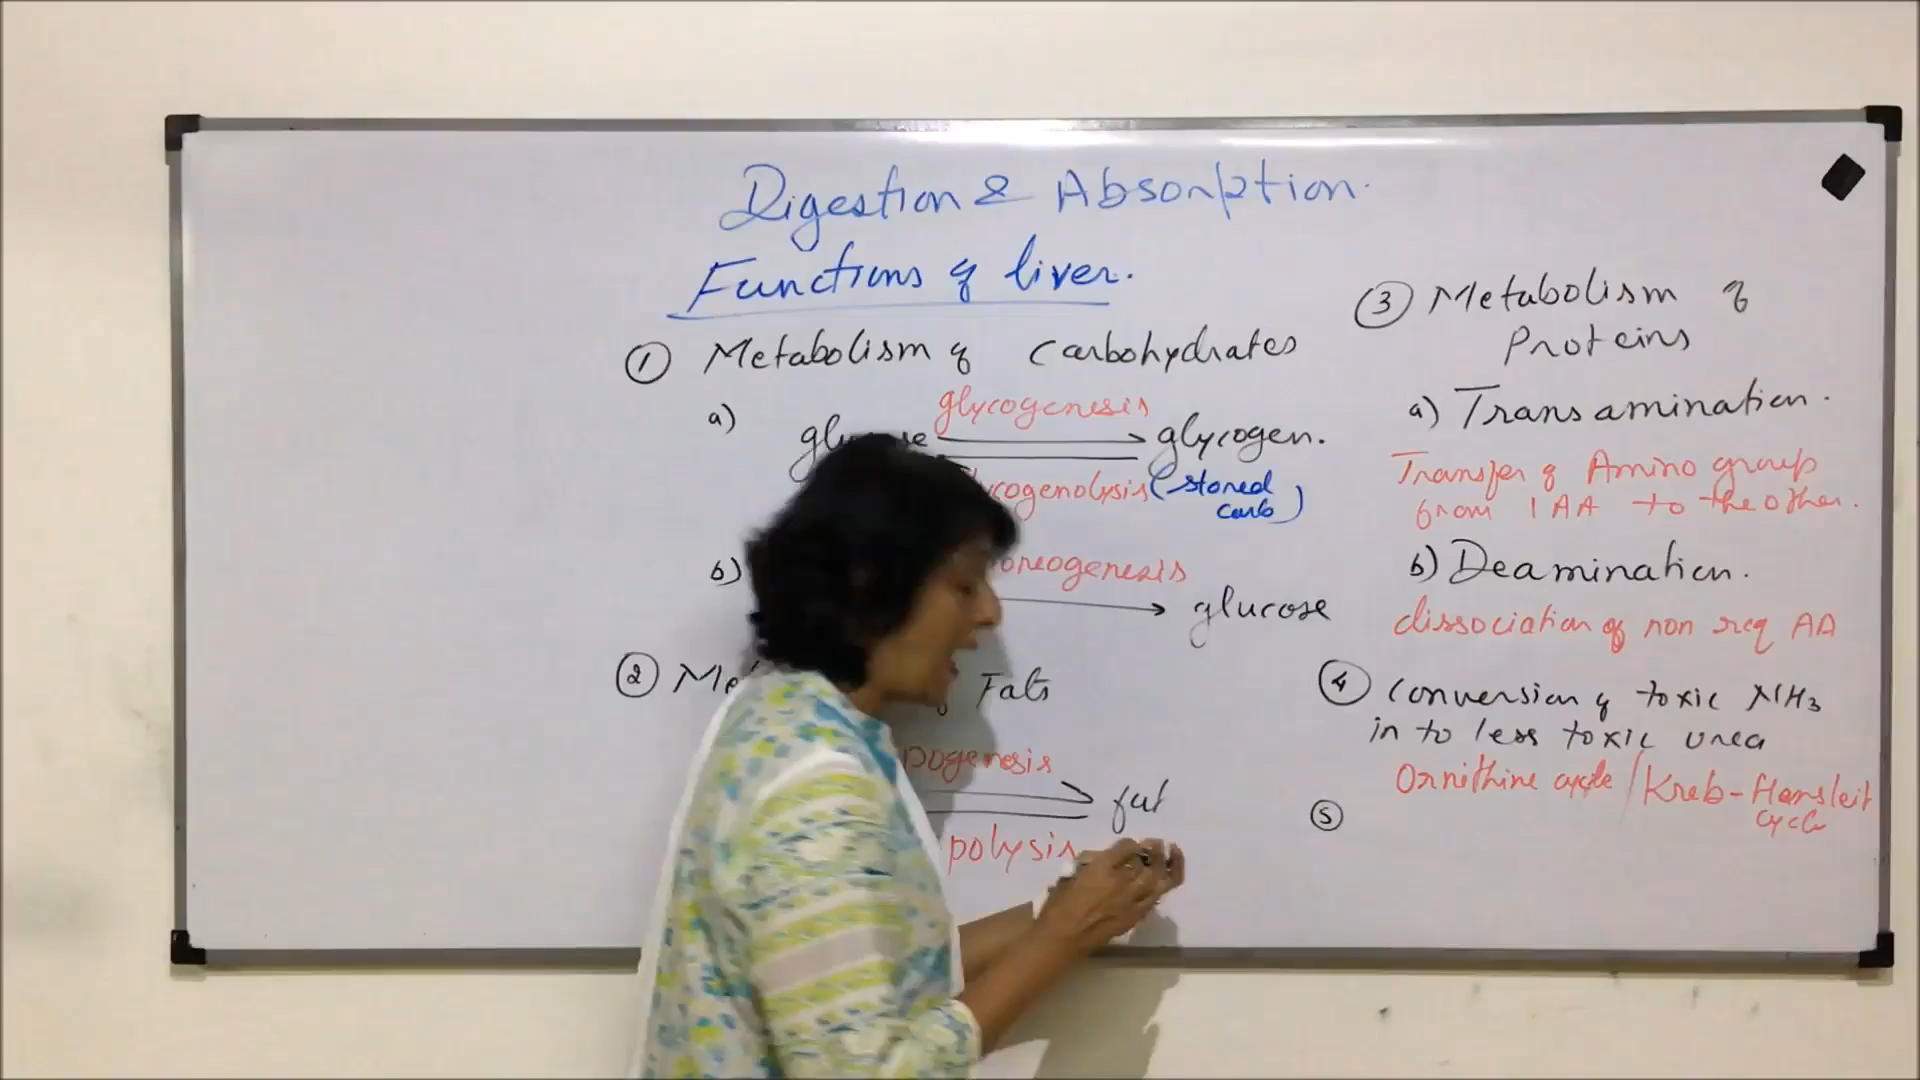 Digestion & Absorption.
Functions of liver.
① Metabolism of Carbohydrates
a)
glycogenesis
glycogen.
(stored
carb)
b)
glucose
② Fats
fat
③ Metabolism of
Proteins
a) Transamination.
Transfer of Amino group
from 1 AA to the other.
b) Deamination.
dissociation of non req AA
④ Conversion of toxic NH3
in to less toxic urea
Ornithine cycle / Kreb-Hensleit
cycle
⑤